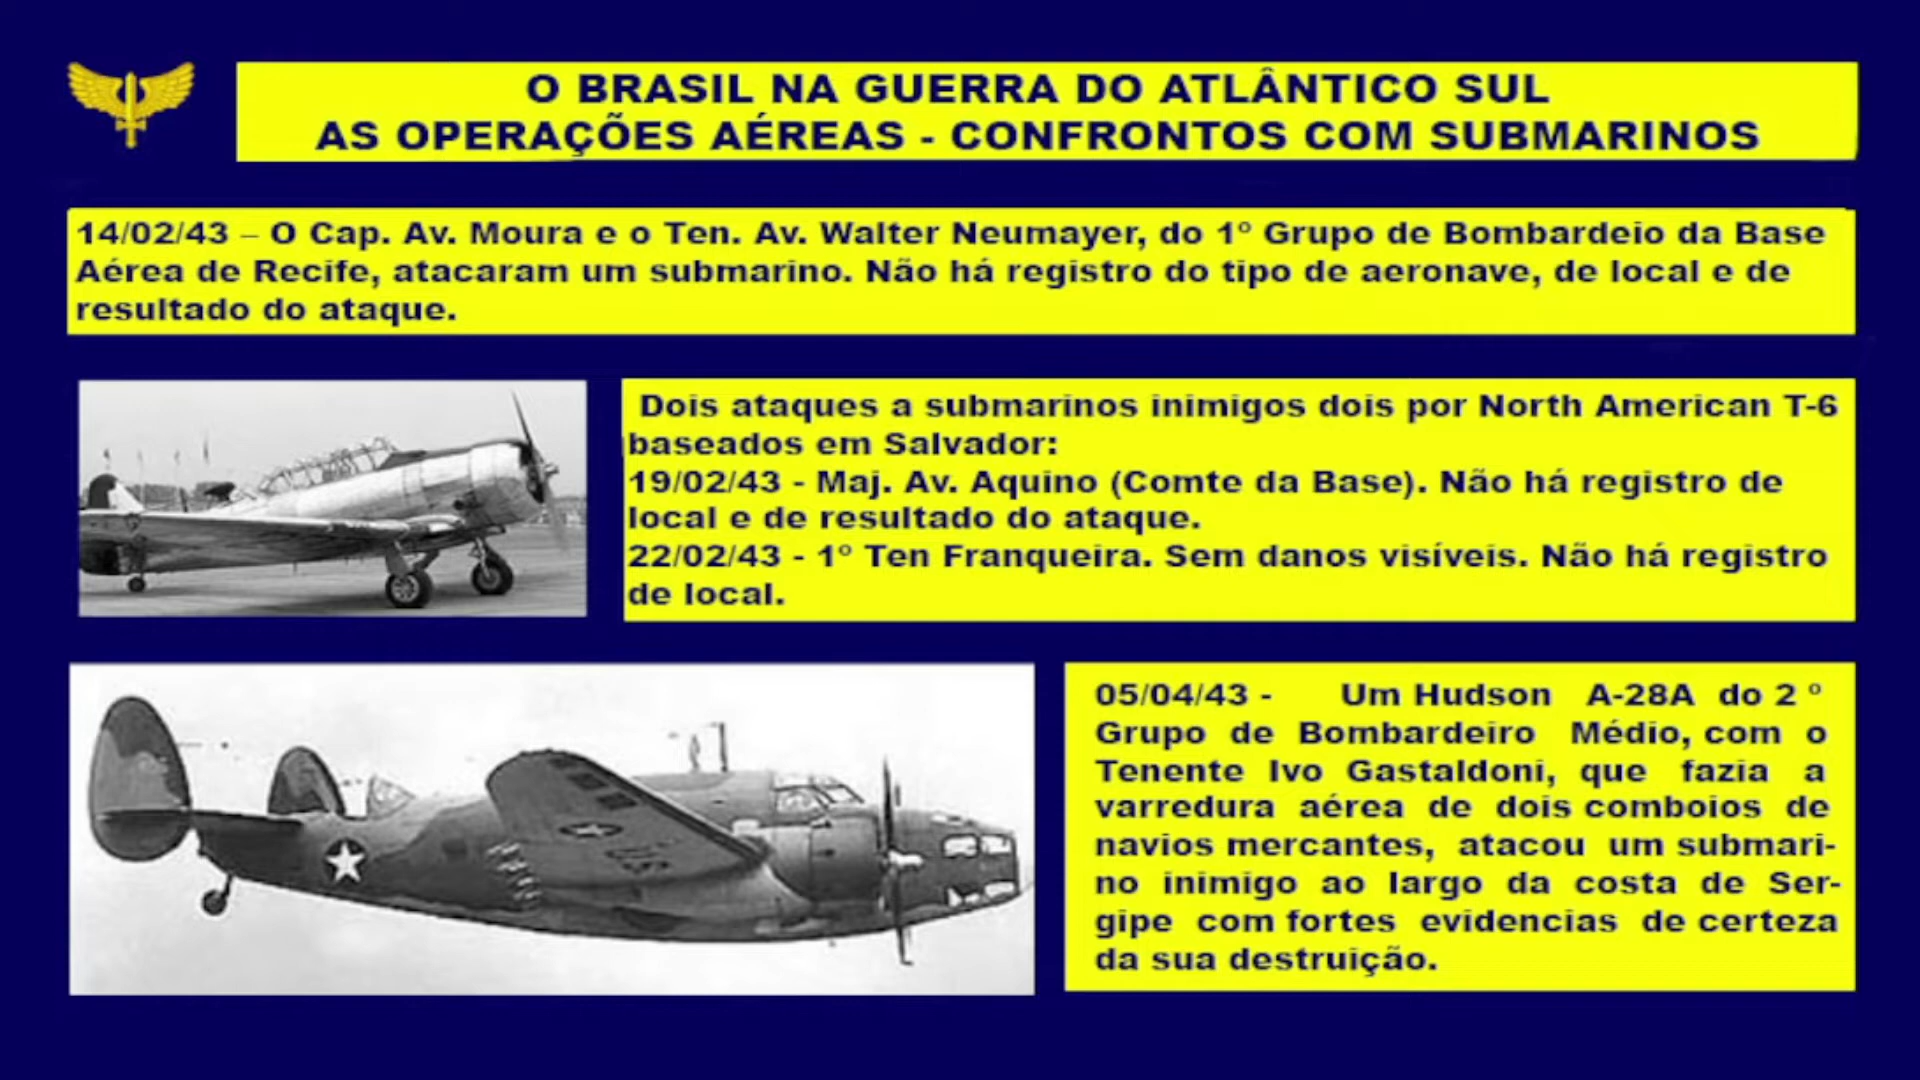 O BRASIL NA GUERRA DO ATLÂNTICO SUL
AS OPERAÇÕES AÉREAS - CONFRONTOS COM SUBMARINOS
14/02/43 – O Cap. Av. Moura e o Ten. Av. Walter Neumayer, do 1º Grupo de Bombardeio da Base
Aérea de Recife, atacaram um submarino. Não há registro do tipo de aeronave, de local e de
resultado do ataque.
Dois ataques a submarinos inimigos dois por North American T-6
baseados em Salvador:
19/02/43 - Maj. Av. Aquino (Comte da Base). Não há registro de
local e de resultado do ataque.
22/02/43 - 1º Ten Franqueira. Sem danos visíveis. Não há registro
de local.
05/04/43 - Um Hudson A-28A do 2 º
Grupo de Bombardeiro Médio, com o
Tenente Ivo Gastaldoni, que fazia a
varredura aérea de dois comboios de
navios mercantes, atacou um submari-
no inimigo ao largo da costa de Ser-
gipe com fortes evidencias de certeza
da sua destruição.